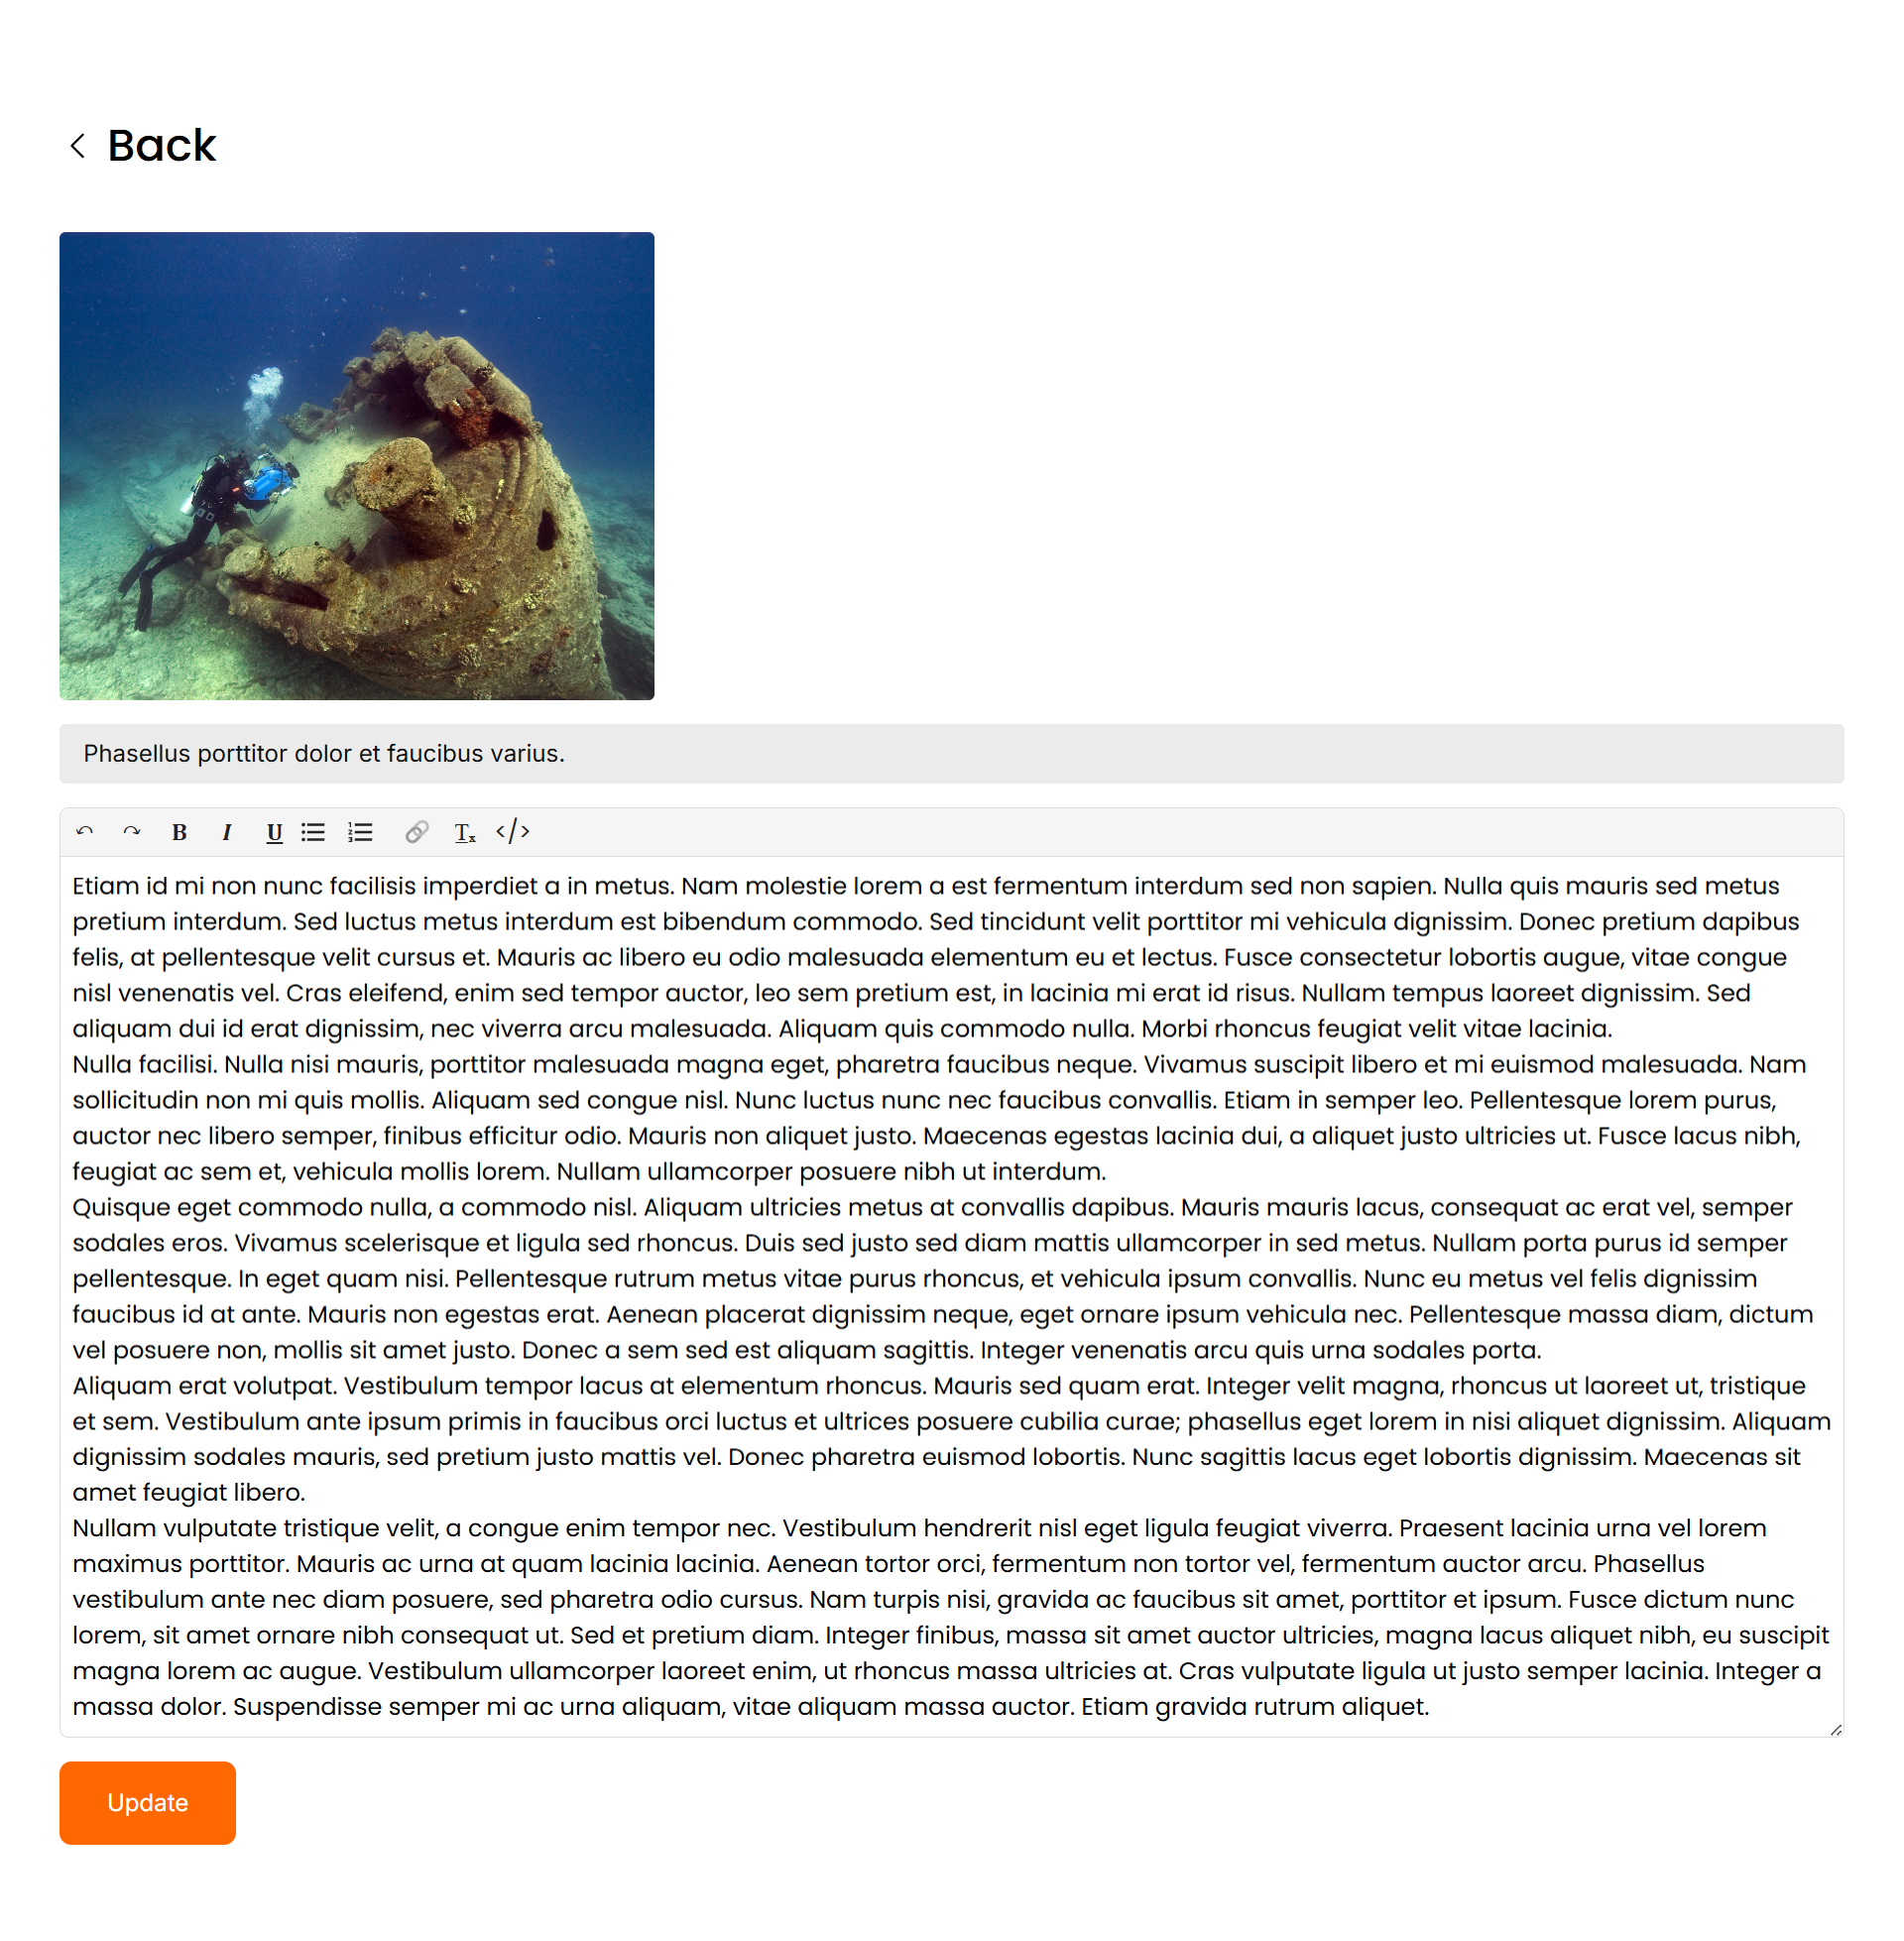 Back
Phasellus porttitor dolor et faucibus varius.
B I U Tx </>
Etiam id mi non nunc facilisis imperdiet a in metus. Nam molestie lorem a est fermentum interdum sed non sapien. Nulla quis mauris sed metus
pretium interdum. Sed luctus metus interdum est bibendum commodo. Sed tincidunt velit porttitor mi vehicula dignissim. Donec pretium dapibus
felis, at pellentesque velit cursus et. Mauris ac libero eu odio malesuada elementum eu et lectus. Fusce consectetur lobortis augue, vitae congue
nisl venenatis vel. Cras eleifend, enim sed tempor auctor, leo sem pretium est, in lacinia mi erat id risus. Nullam tempus laoreet dignissim. Sed
aliquam dui id erat dignissim, nec viverra arcu malesuada. Aliquam quis commodo nulla. Morbi rhoncus feugiat velit vitae lacinia.
Nulla facilisi. Nulla nisi mauris, porttitor malesuada magna eget, pharetra faucibus neque. Vivamus suscipit libero et mi euismod malesuada. Nam
sollicitudin non mi quis mollis. Aliquam sed congue nisl. Nunc luctus nunc nec faucibus convallis. Etiam in semper leo. Pellentesque lorem purus,
auctor nec libero semper, finibus efficitur odio. Mauris non aliquet justo. Maecenas egestas lacinia dui, a aliquet justo ultricies ut. Fusce lacus nibh,
feugiat ac sem et, vehicula mollis lorem. Nullam ullamcorper posuere nibh ut interdum.
Quisque eget commodo nulla, a commodo nisl. Aliquam ultricies metus at convallis dapibus. Mauris mauris lacus, consequat ac erat vel, semper
sodales eros. Vivamus scelerisque et ligula sed rhoncus. Duis sed justo sed diam mattis ullamcorper in sed metus. Nullam porta purus id semper
pellentesque. In eget quam nisi. Pellentesque rutrum metus vitae purus rhoncus, et vehicula ipsum convallis. Nunc eu metus vel felis dignissim
faucibus id at ante. Mauris non egestas erat. Aenean placerat dignissim neque, eget ornare ipsum vehicula nec. Pellentesque massa diam, dictum
vel posuere non, mollis sit amet justo. Donec a sem sed est aliquam sagittis. Integer venenatis arcu quis urna sodales porta.
Aliquam erat volutpat. Vestibulum tempor lacus at elementum rhoncus. Mauris sed quam erat. Integer velit magna, rhoncus ut laoreet ut, tristique
et sem. Vestibulum ante ipsum primis in faucibus orci luctus et ultrices posuere cubilia curae; phasellus eget lorem in nisi aliquet dignissim. Aliquam
dignissim sodales mauris, sed pretium justo mattis vel. Donec pharetra euismod lobortis. Nunc sagittis lacus eget lobortis dignissim. Maecenas sit
amet feugiat libero.
Nullam vulputate tristique velit, a congue enim tempor nec. Vestibulum hendrerit nisl eget ligula feugiat viverra. Praesent lacinia urna vel lorem
maximus porttitor. Mauris ac urna at quam lacinia lacinia. Aenean tortor orci, fermentum non tortor vel, fermentum auctor arcu. Phasellus
vestibulum ante nec diam posuere, sed pharetra odio cursus. Nam turpis nisi, gravida ac faucibus sit amet, porttitor et ipsum. Fusce dictum nunc
lorem, sit amet ornare nibh consequat ut. Sed et pretium diam. Integer finibus, massa sit amet auctor ultricies, magna lacus aliquet nibh, eu suscipit
magna lorem ac augue. Vestibulum ullamcorper laoreet enim, ut rhoncus massa ultricies at. Cras vulputate ligula ut justo semper lacinia. Integer a
massa dolor. Suspendisse semper mi ac urna aliquam, vitae aliquam massa auctor. Etiam gravida rutrum aliquet.
Update